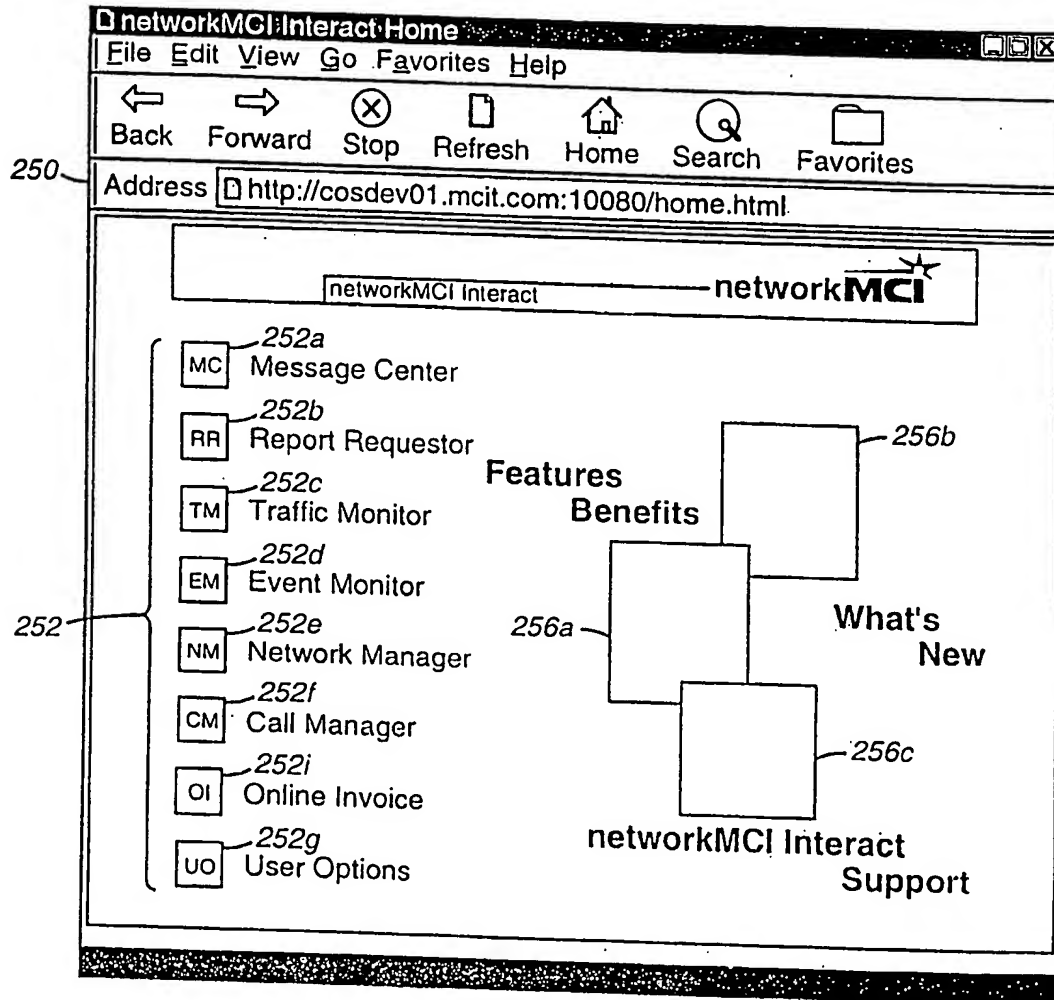 networkMCI Interact Home
File Edit View Go Favorites Help
Back Forward Stop Refresh Home Search Favorites
250
Address http://cosdev01.mcit.com:10080/home.html
networkMCI Interact
networkMCI
252a
MC Message Center
252b
RR Report Requestor
252c
TM Traffic Monitor
252d
EM Event Monitor
252
252e
NM Network Manager
252f
CM Call Manager
252i
OI Online Invoice
252g
UO User Options
256b
Features
Benefits
256a
What's
New
256c
networkMCI Interact
Support